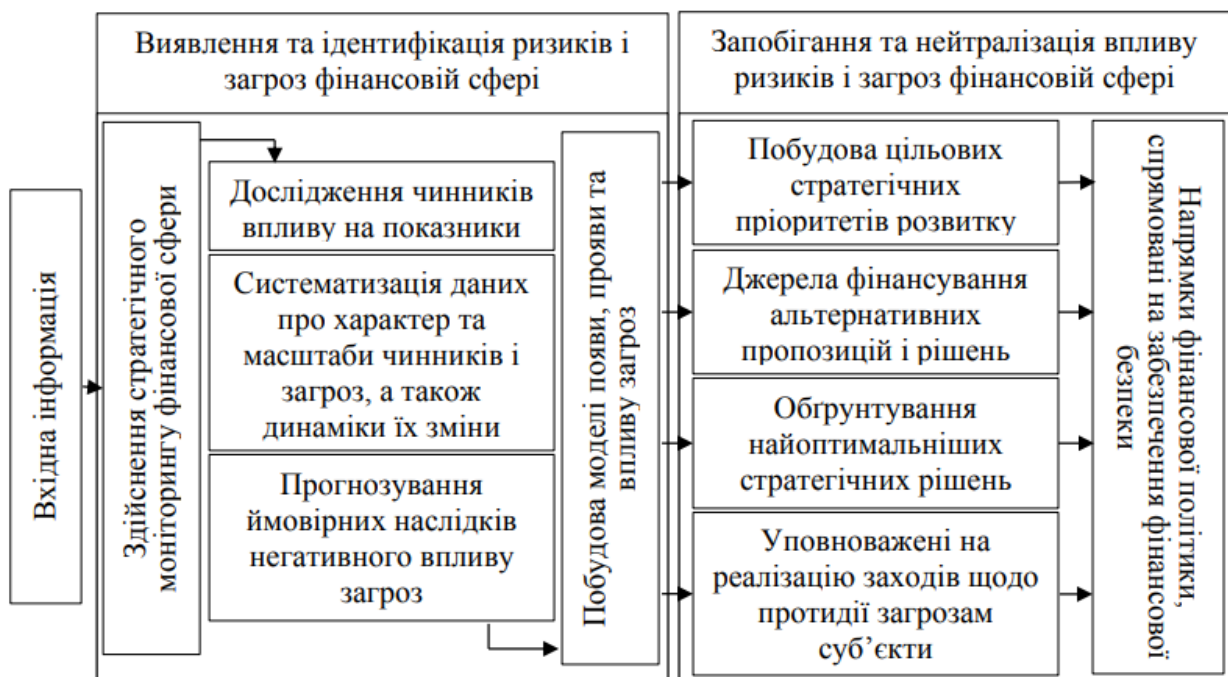 Виявлення та ідентифікація ризиків і
загроз фінансовій сфері
Запобігання та нейтралізація впливу
ризиків і загроз фінансовій сфері
Вхідна інформація
Здійснення стратегічного
моніторингу фінансової сфери
Дослідження чинників
впливу на показники
Систематизація даних
про характер та
масштаби чинників і
загроз, а також
динаміки їх зміни
Прогнозування
ймовірних наслідків
негативного впливу
загроз
Побудова моделі появи, прояви та
впливу загроз
Побудова цільових
стратегічних
пріоритетів розвитку
Джерела фінансування
альтернативних
пропозицій і рішень
Обґрунтування
найоптимальніших
стратегічних рішень
Уповноважені на
реалізацію заходів щодо
протидії загрозам
суб’єкти
Напрямки фінансової політики,
спрямовані на забезпечення фінансової
безпеки